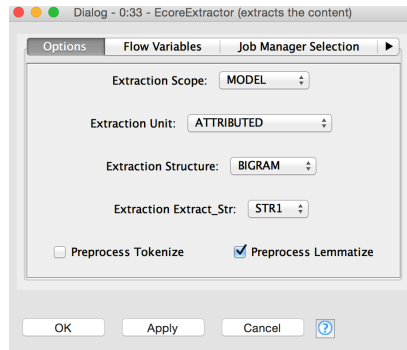 Dialog - 0:33 - EcoreExtractor (extracts the content)
Options Flow Variables Job Manager Selection
Extraction Scope: MODEL
Extraction Unit: ATTRIBUTED
Extraction Structure: BIGRAM
Extraction Extract_Str: STR1
Preprocess Tokenize Preprocess Lemmatize
OK Apply Cancel ?